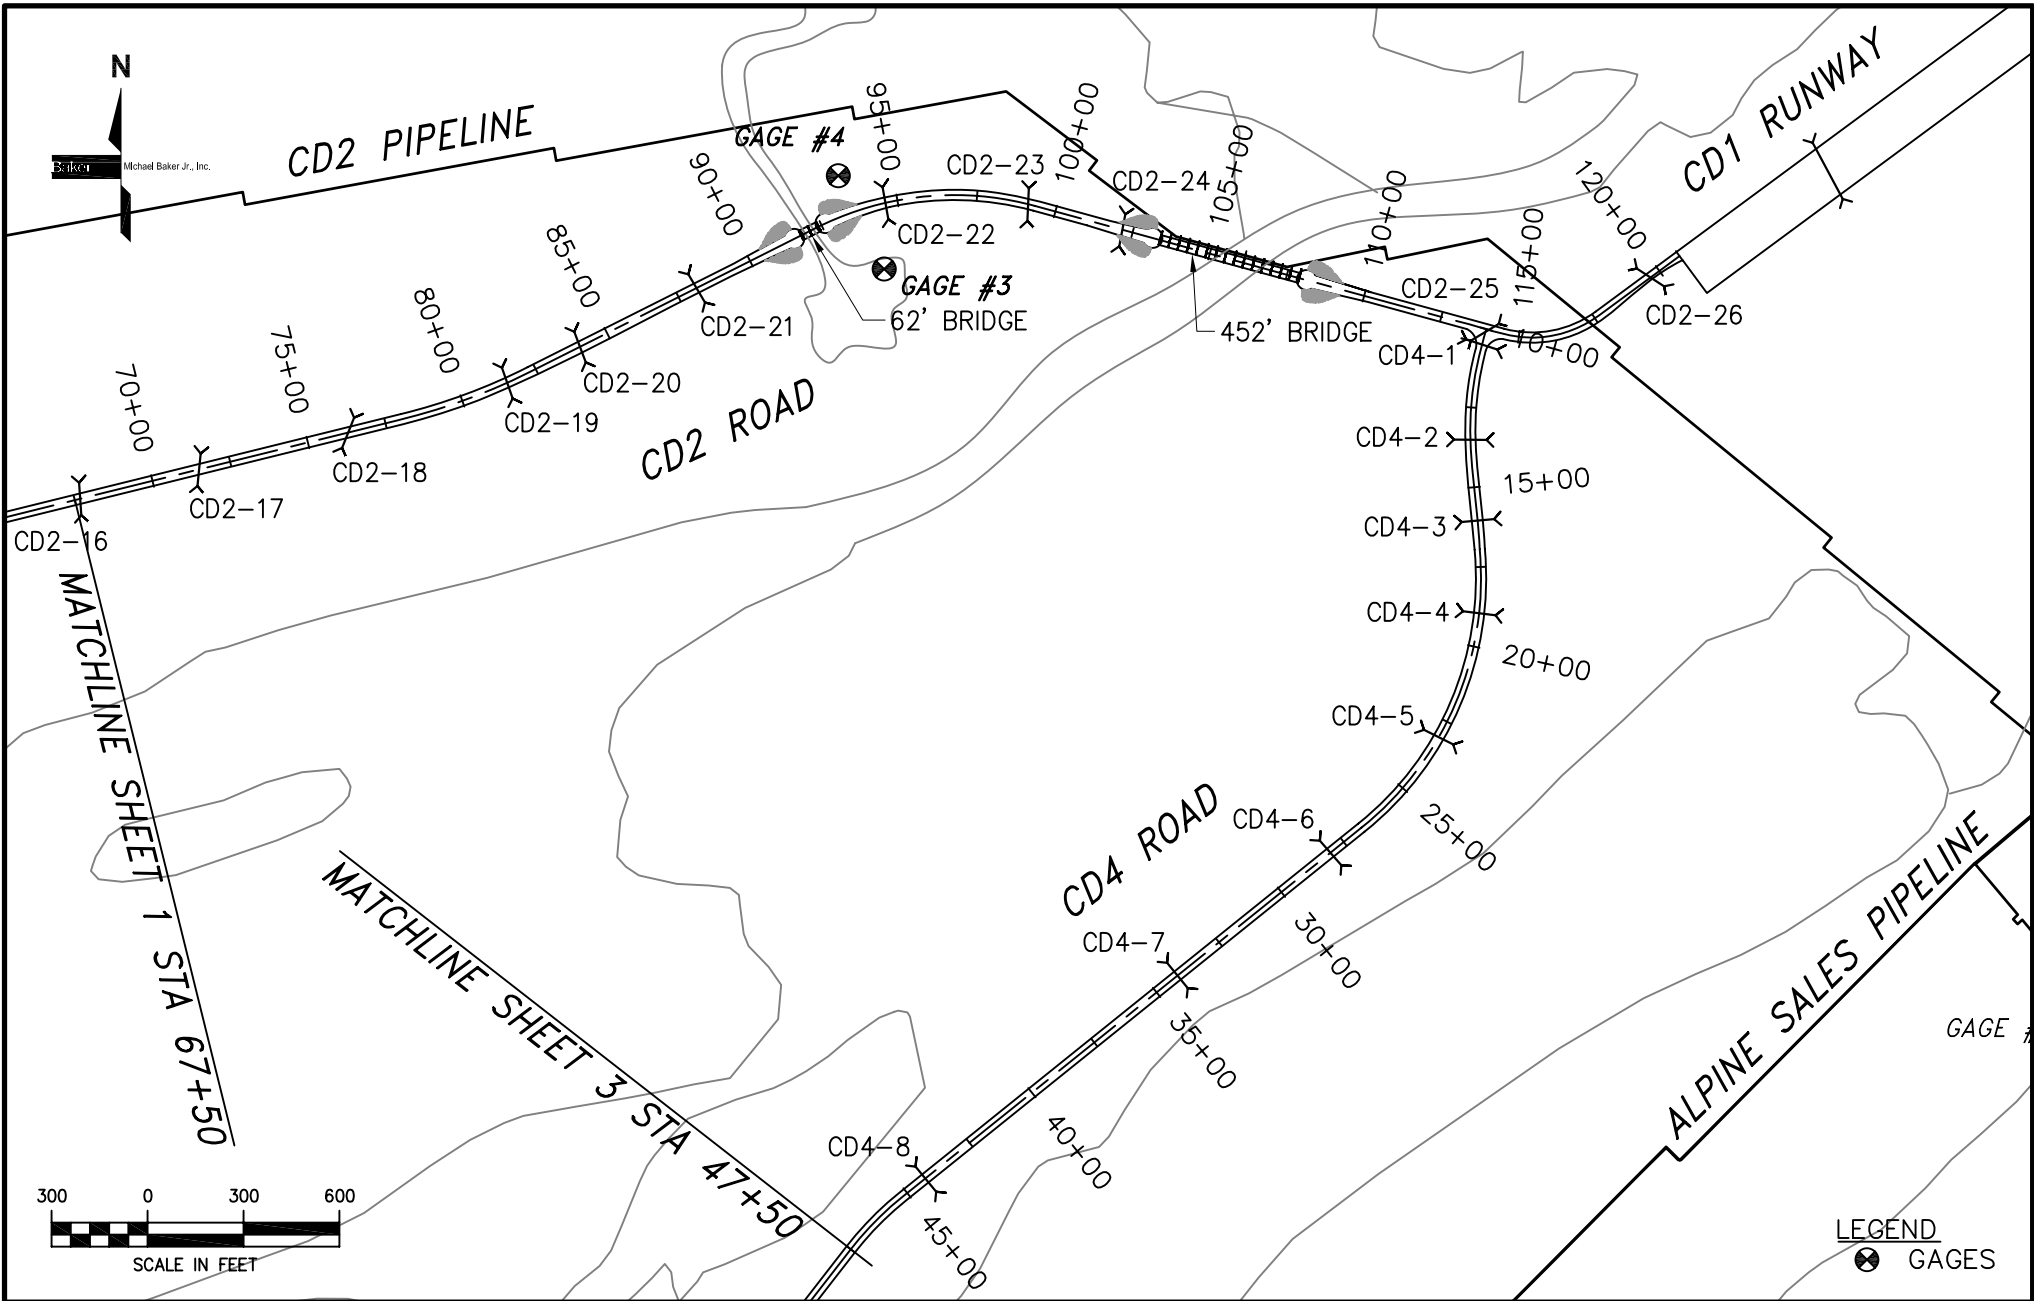 N
Baker
Michael Baker Jr., Inc.
CD2 PIPELINE
GAGE #4
95+00
90+00
CD2-23
100+00
CD2-24
105+00
CD1 RUNWAY
120+00
110+00
115+00
CD2-22
GAGE #3
62' BRIDGE
452' BRIDGE
CD2-25
CD2-26
CD4-1
10+00
85+00
80+00
75+00
70+00
CD2-21
CD2-20
CD2-19
CD2-18
CD2-17
CD2-16
CD2 ROAD
CD4-2
15+00
CD4-3
CD4-4
20+00
CD4-5
CD4-6
25+00
CD4 ROAD
CD4-7
30+00
35+00
40+00
CD4-8
45+00
MATCHLINE SHEET 1 STA 67+50
MATCHLINE SHEET 3 STA 47+50
ALPINE SALES PIPELINE
GAGE #
300 0 300 600
SCALE IN FEET
LEGEND
GAGES